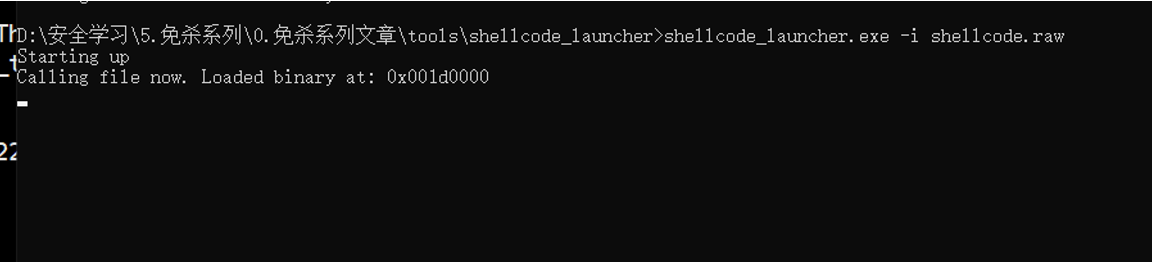 D:\安全学习\5.免杀系列\0.免杀系列文章\tools\shellcode_launcher>shellcode_launcher.exe -i shellcode.raw
Starting up
Calling file now. Loaded binary at: 0x001d0000
22